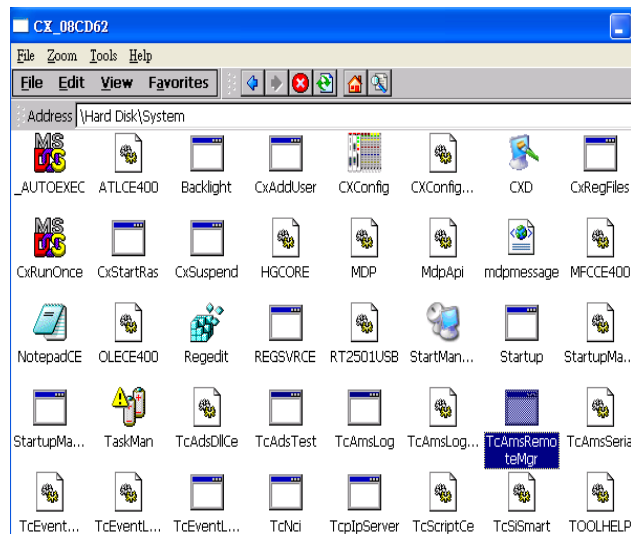 CX_08CD62
File Zoom Tools Help
File Edit View Favorites
Address \Hard Disk\System
_AUTOEXEC ATLCE400 Backlight CxAddUser CXConfig CXConfig... CXD CxRegFiles
CxRunOnce CxStartRas CxSuspend HGCORE MDP MdpApi mdpmessage MFCCE400
NotepadCE OLECE400 Regedit REGSVRCE RT2501USB StartMan... Startup StartupMa...
StartupMa... TaskMan TcAdsDllCe TcAdsTest TcAmsLog TcAmsLog... TcAmsRemo TcAmsSeria
teMgr
TcEvent... TcEventL... TcEventL... TcNci TcpIpServer TcScriptCe TcSiSmart TOOLHELP